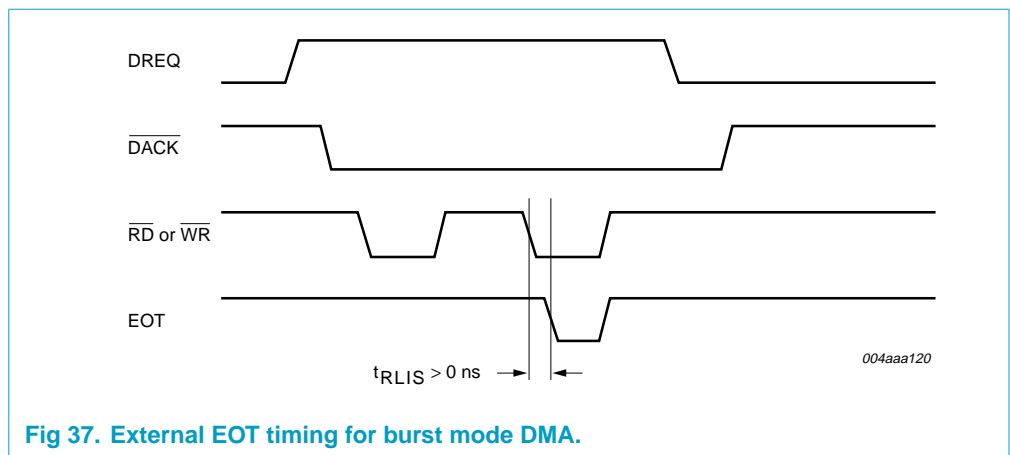 DREQ
DACK
RD or WR
EOT
tRLIS > 0 ns
004aaa120
Fig 37. External EOT timing for burst mode DMA.